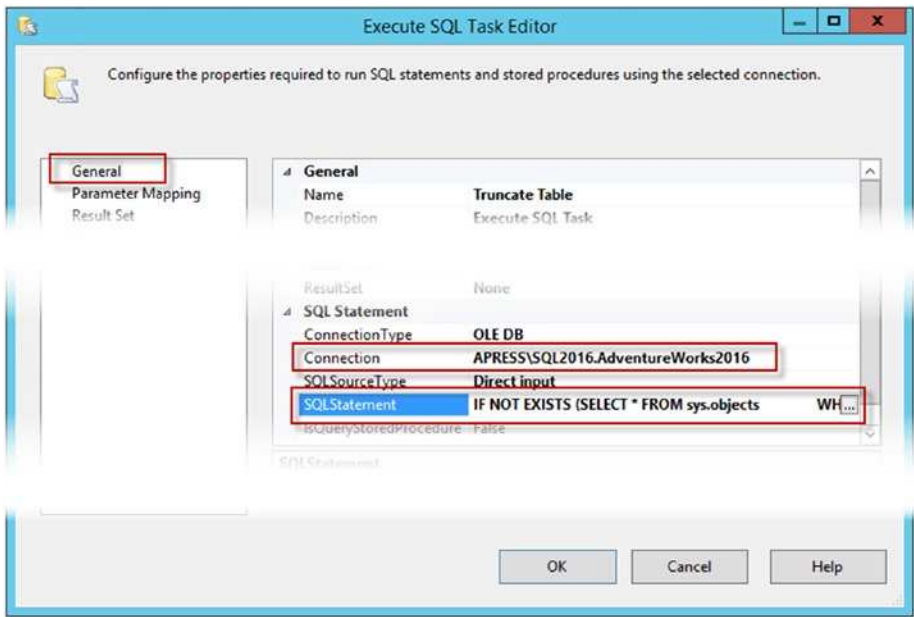 Execute SQL Task Editor
Configure the properties required to run SQL statements and stored procedures using the selected connection.
General
Parameter Mapping
Result Set
General
Name Truncate Table
Description Execute SQL Task
ResultSet None
SQL Statement
ConnectionType OLE DB
Connection APRESS\SQL2016.AdventureWorks2016
SQLSourceType Direct input
SQLStatement IF NOT EXISTS (SELECT * FROM sys.objects WH...
IsQueryStoredProcedure False
SQLStatement
OK Cancel Help